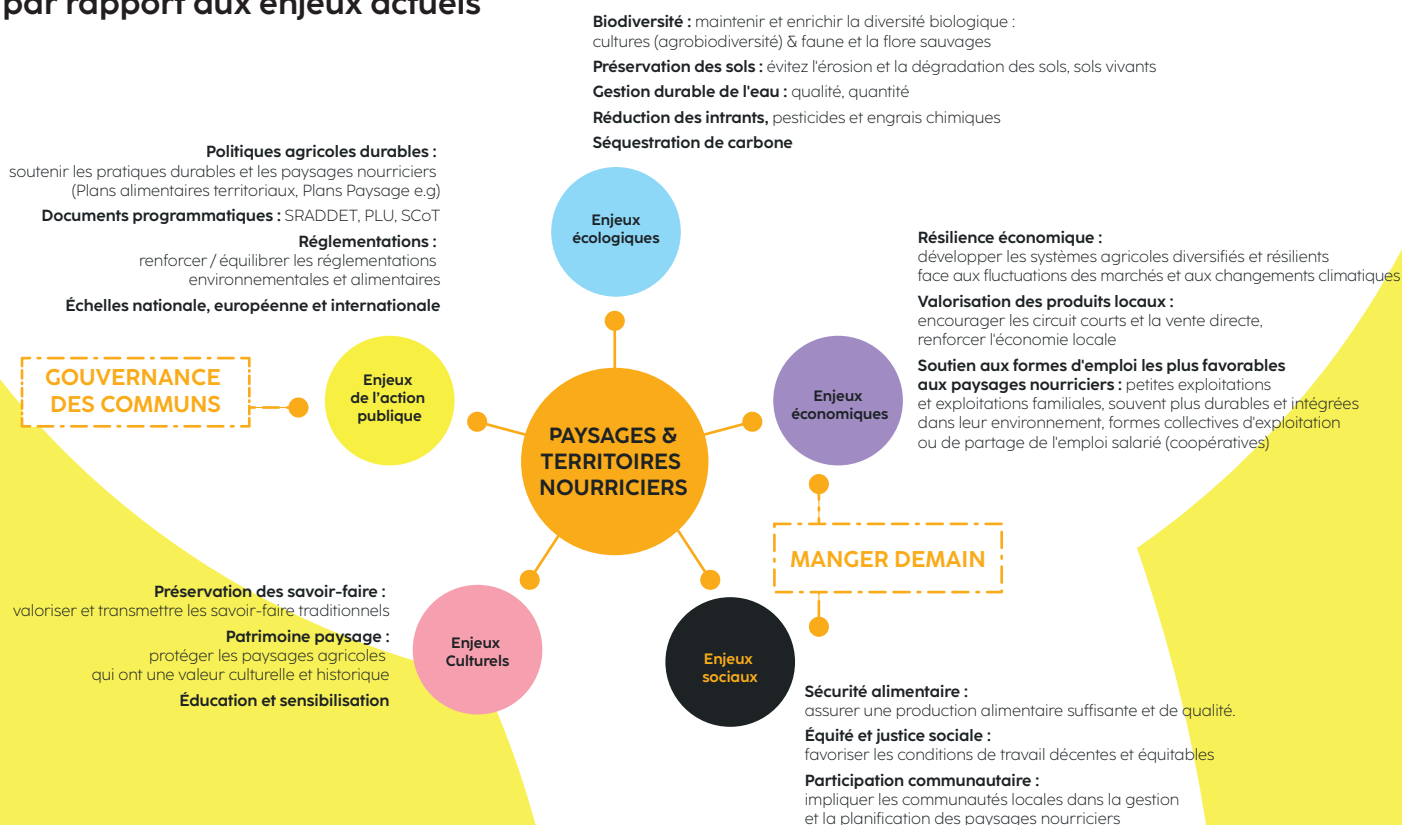 par rapport aux enjeux actuels
Biodiversité : maintenir et enrichir la diversité biologique :
cultures (agrobiodiversité) & faune et la flore sauvages
Préservation des sols : évitez l'érosion et la dégradation des sols, sols vivants
Gestion durable de l'eau : qualité, quantité
Réduction des intrants, pesticides et engrais chimiques
Séquestration de carbone
Enjeux
écologiques
Politiques agricoles durables :
soutenir les pratiques durables et les paysages nourriciers
(Plans alimentaires territoriaux, Plans Paysage e.g)
Documents programmatiques : SRADDET, PLU, SCoT
Réglementations :
renforcer / équilibrer les réglementations
environnementales et alimentaires
Échelles nationale, européenne et internationale
GOUVERNANCE
DES COMMUNS
Enjeux
de l'action
publique
PAYSAGES &
TERRITOIRES
NOURRICIERS
Enjeux
économiques
Résilience économique :
développer les systèmes agricoles diversifiés et résilients
face aux fluctuations des marchés et aux changements climatiques
Valorisation des produits locaux :
encourager les circuit courts et la vente directe,
renforcer l'économie locale
Soutien aux formes d'emploi les plus favorables
aux paysages nourriciers : petites exploitations
et exploitations familiales, souvent plus durables et intégrées
dans leur environnement, formes collectives d'exploitation
ou de partage de l'emploi salarié (coopératives)
MANGER DEMAIN
Préservation des savoir-faire :
valoriser et transmettre les savoir-faire traditionnels
Patrimoine paysage :
protéger les paysages agricoles
qui ont une valeur culturelle et historique
Éducation et sensibilisation
Enjeux
Culturels
Enjeux
sociaux
Sécurité alimentaire :
assurer une production alimentaire suffisante et de qualité.
Équité et justice sociale :
favoriser les conditions de travail décentes et équitables
Participation communautaire :
impliquer les communautés locales dans la gestion
et la planification des paysages nourriciers